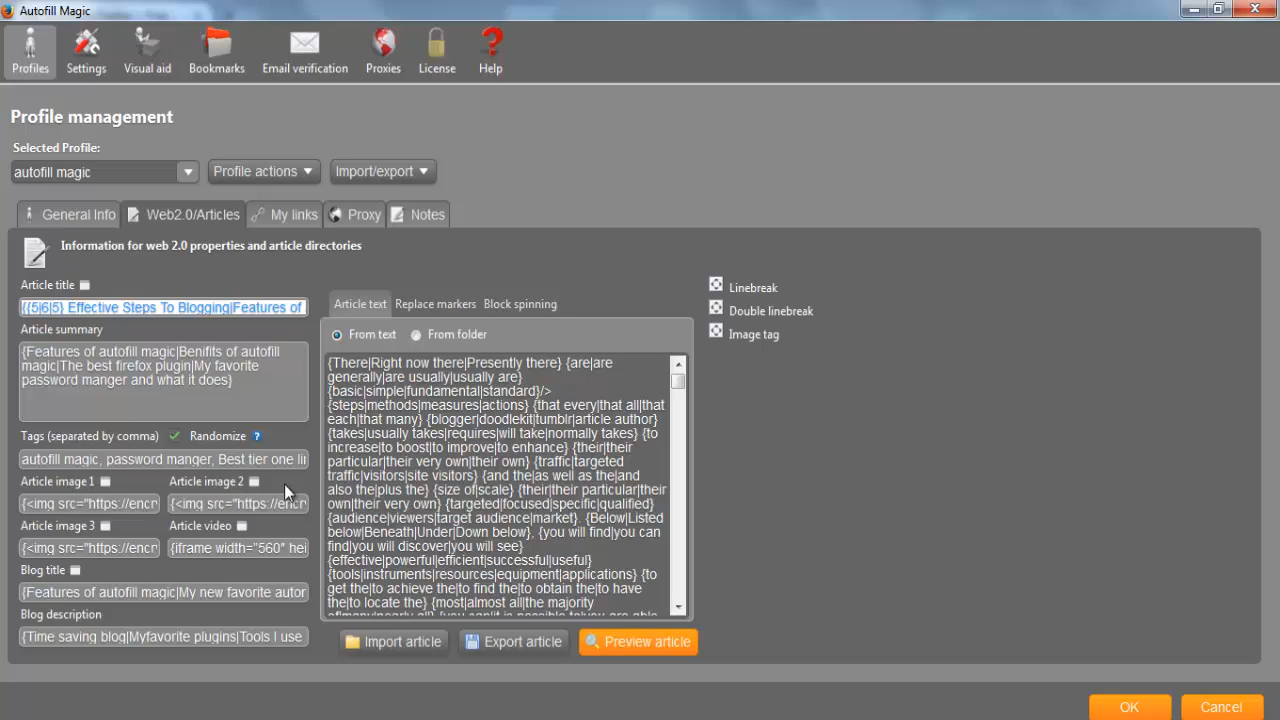 Autofill Magic
Profiles
Settings
Visual aid
Bookmarks
Email verification
Proxies
License
Help
Profile management
Selected Profile:
autofill magic
Profile actions
Import/export
General Info
Web2.0/Articles
My links
Proxy
Notes
Information for web 2.0 properties and article directories
Article title
{{5|6|5} Effective Steps To Blogging|Features of
Article summary
{Features of autofill magic|Benifits of autofill
magic|The best firefox plugin|My favorite
password manger and what it does}
Tags (separated by comma)
Randomize
?
autofill magic, password manger, Best tier one li
Article image 1
Article image 2
{<img src="https://encr
{<img src="https://encr
Article image 3
Article video
{<img src="https://encr
{iframe width="560" hei
Blog title
{Features of autofill magic|My new favorite autor
Blog description
{Time saving blog|Myfavorite plugins|Tools I use
Article text
Replace markers
Block spinning
From text
From folder
{There|Right now there|Presently there} {are|are
generally|are usually|usually are}
{basic|simple|fundamental|standard}/>
{steps|methods|measures|actions} {that every|that all|that
each|that many} {blogger|doodlekit|tumblr|article author}
{takes|usually takes|requires|will take|normally takes} {to
increase|to boost|to improve|to enhance} {their|their
particular|their very own|their own} {traffic|targeted
traffic|visitors|site visitors} {and the|as well as the|and
also the|plus the} {size of|scale} {their|their particular|their
own|their very own} {targeted|focused|specific|qualified}
{audience|viewers|target audience|market}. {Below|Listed
below|Beneath|Under|Down below}, {you will find|you can
find|you will discover|you will see}
{effective|powerful|efficient|successful|useful}
{tools|instruments|resources|equipment|applications} {to
get the|to achieve the|to find the|to obtain the|to have
the|to locate the} {most|almost all|the majority
of|many|nearly all} {you can|it is possible to|you are able
Import article
Export article
Preview article
Linebreak
Double linebreak
Image tag
OK
Cancel